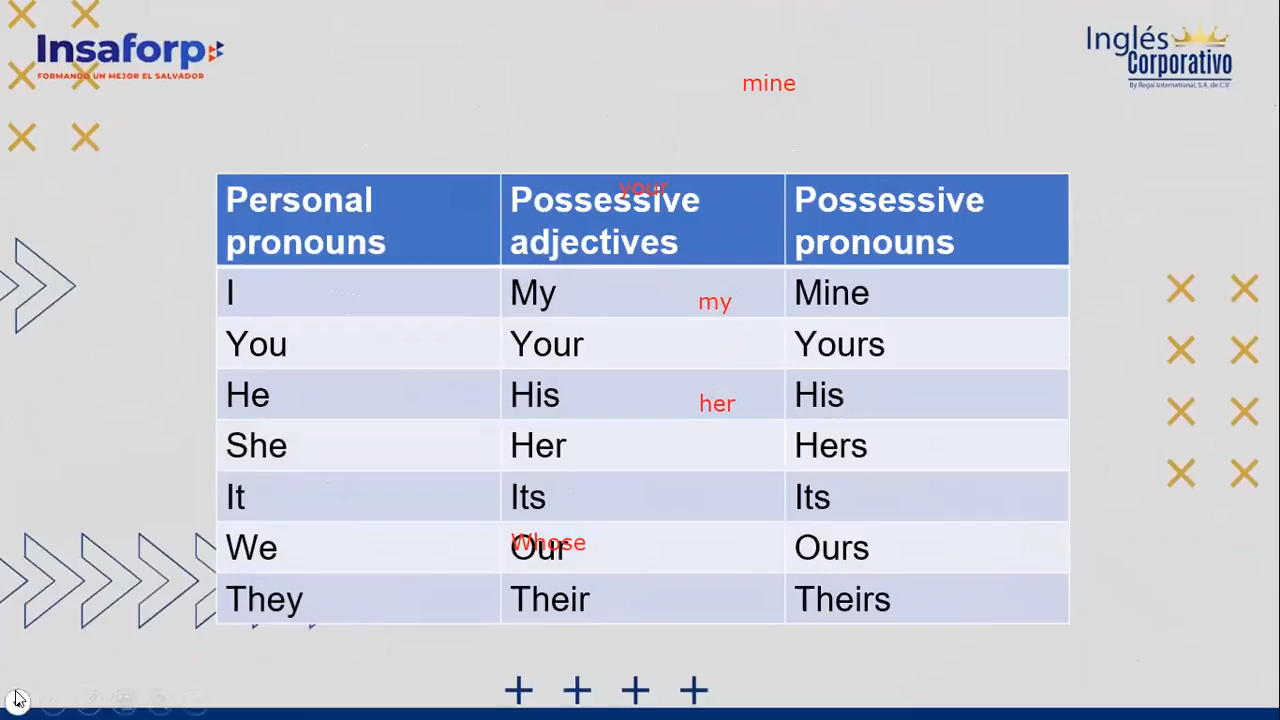 Insaforp
FORMANDO UN MEJOR EL SALVADOR
Inglés
Corporativo
By Regal International, S.A. de C.V.
mine
your
Personal pronouns
Possessive adjectives
Possessive pronouns
I My my Mine
You Your Yours
He His her His
She Her Hers
It Its Its
We Our Whose Ours
They Their Theirs